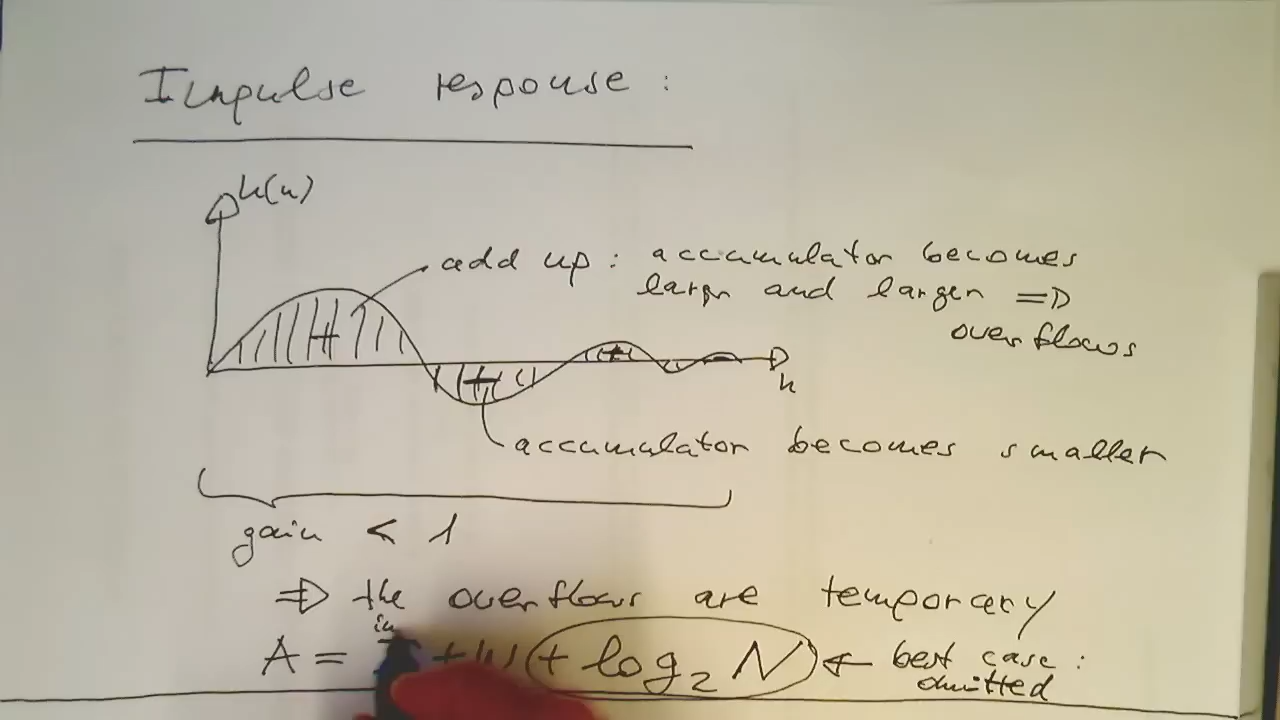 Impulse response :
h(n)
add up : accumulator becomes
larger and larger ⇒
overflows
n
accumulator becomes smaller
gain < 1
⇒ the overflows are temporary
in
A = + W + log₂ N ← best case :
omitted